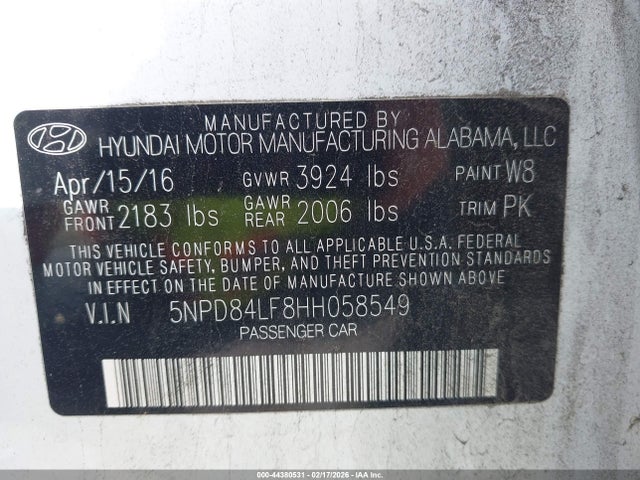 MANUFACTURED BY
HYUNDAI MOTOR MANUFACTURING ALABAMA, LLC
Apr/15/16 GVWR 3924 lbs PAINT W8
GAWR FRONT 2183 lbs GAWR REAR 2006 lbs TRIM PK
THIS VEHICLE CONFORMS TO ALL APPLICABLE U.S.A. FEDERAL
MOTOR VEHICLE SAFETY, BUMPER, AND THEFT PREVENTION STANDARDS
IN EFFECT ON THE DATE OF MANUFACTURE SHOWN ABOVE
V.I.N 5NPD84LF8HH058549
PASSENGER CAR
000-44380531 - 02/17/2026 - IAAI.COM